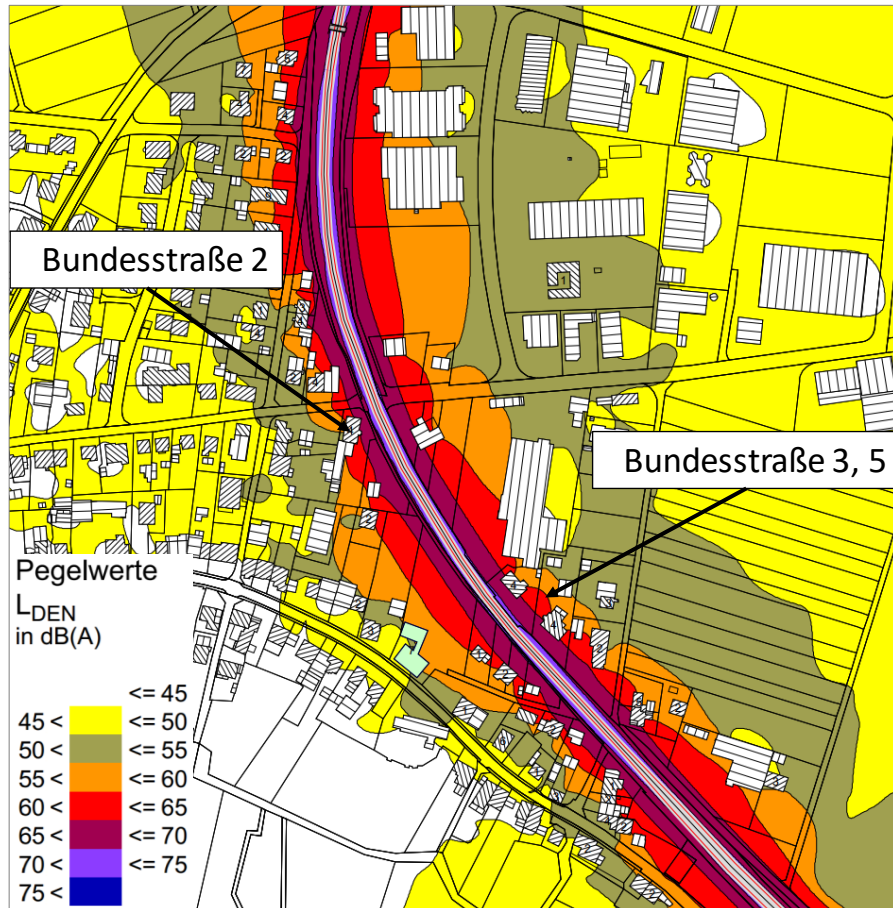 Bundesstraße 2
Bundesstraße 3, 5
Pegelwerte
LDEN
in dB(A)
<= 45
45 < <= 50
50 < <= 55
55 < <= 60
60 < <= 65
65 < <= 70
70 < <= 75
75 <